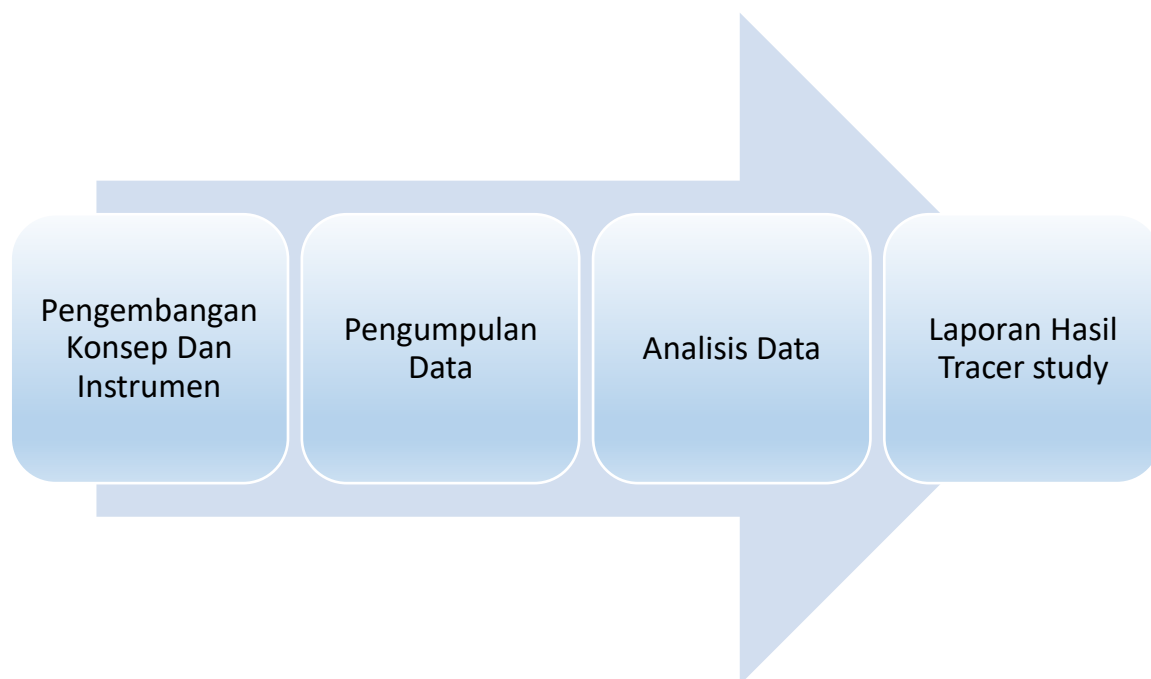 Pengembangan
Konsep Dan
Instrumen
Pengumpulan
Data
Analisis Data
Laporan Hasil
Tracer study